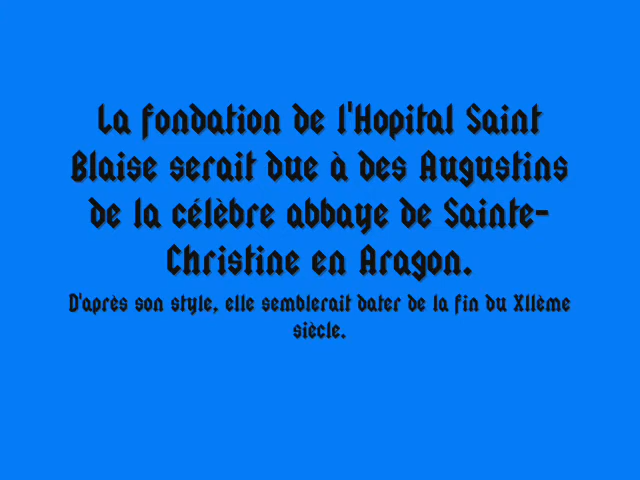 La fondation de l'Hopital Saint
Blaise serait due à des Augustins
de la célèbre abbaye de Sainte-
Christine en Aragon.
D'après son style, elle semblerait dater de la fin du XIIème
siècle.